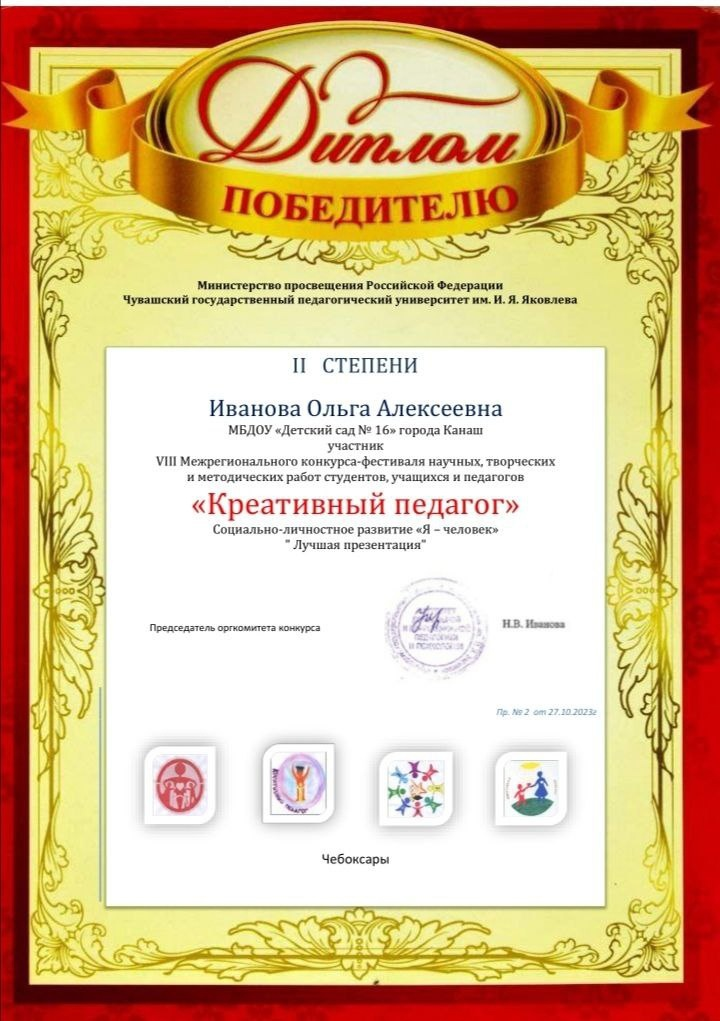 Диплом
ПОБЕДИТЕЛЮ
Министерство просвещения Российской Федерации
Чувашский государственный педагогический университет им. И. Я. Яковлева
II СТЕПЕНИ
Иванова Ольга Алексеевна
МБДОУ «Детский сад № 16» города Канаш
участник
VIII Межрегионального конкурса-фестиваля научных, творческих
и методических работ студентов, учащихся и педагогов
«Креативный педагог»
Социально-личностное развитие «Я – человек»
" Лучшая презентация"
Председатель оргкомитета конкурса
ПЕДАГОГИКИ
И ПСИХОЛОГИИ
Н.В. Иванова
Пр. № 2 от 27.10.2023г
Чебоксары